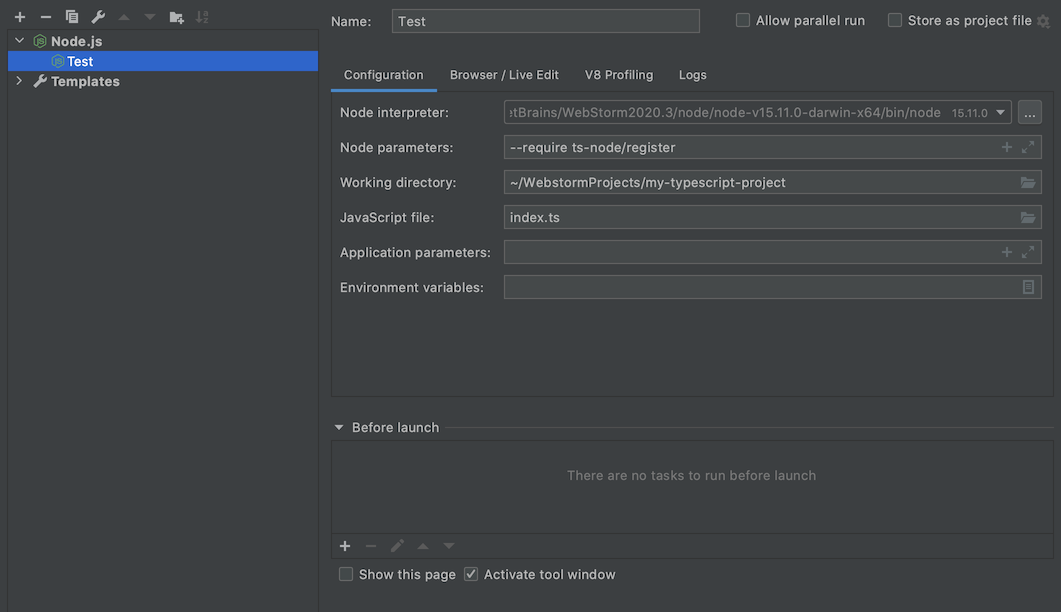 Node.js
Test
Templates
Name: Test
Allow parallel run
Store as project file
Configuration
Browser / Live Edit
V8 Profiling
Logs
Node interpreter: etBrains/WebStorm2020.3/node/node-v15.11.0-darwin-x64/bin/node 15.11.0 ...
Node parameters: --require ts-node/register
Working directory: ~/WebstormProjects/my-typescript-project
JavaScript file: index.ts
Application parameters:
Environment variables:
Before launch
There are no tasks to run before launch
Show this page
Activate tool window